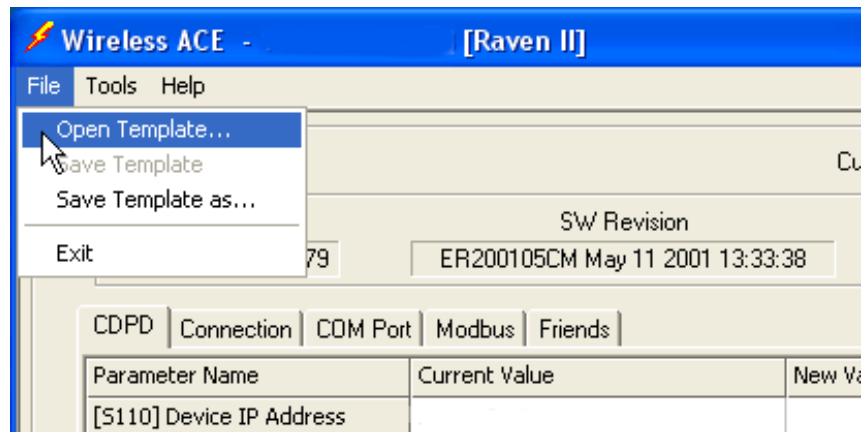 Wireless ACE - [Raven II]
File Tools Help
Open Template...
Save Template
Save Template as...
Exit
SW Revision
79 ER200105CM May 11 2001 13:33:38
CDPD Connection COM Port Modbus Friends
Parameter Name Current Value New
[S110] Device IP Address